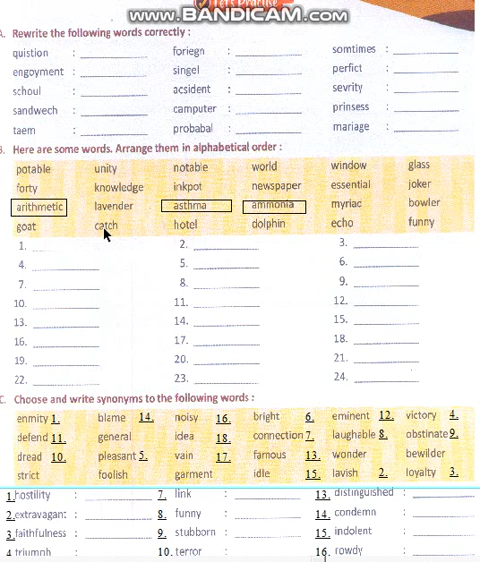 Let's Practise
www.BANDICAM.com
A. Rewrite the following words correctly :
quistion : foriegn : somtimes :
engoyment : singel : perfict :
schoul : acsident : sevrity :
sandwech : camputer : prinsess :
taem : probabal : mariage :
B. Here are some words. Arrange them in alphabetical order :
potable unity notable world window glass
forty knowledge inkpot newspaper essential joker
arithmetic lavender asthma ammonia myriac bowler
goat catch hotel dolphin echo funny
1. 2. 3.
4. 5. 6.
7. 8. 9.
10. 11. 12.
13. 14. 15.
16. 17. 18.
19. 20. 21.
22. 23. 24.
C. Choose and write synonyms to the following words :
enmity 1. blame 14. noisy 16. bright 6. eminent 12. victory 4.
defend 11. general idea 18. connection 7. laughable 8. obstinate 9.
dread 10. pleasant 5. vain 17. famous 13. wonder bewilder
strict foolish garment idle 15. lavish 2. loyalty 3.
1. hostility : 7. link : 13. distinguished :
2. extravagant : 8. funny : 14. condemn :
3. faithfulness : 9. stubborn : 15. indolent :
4. triumph : 10. terror : 16. rowdy :